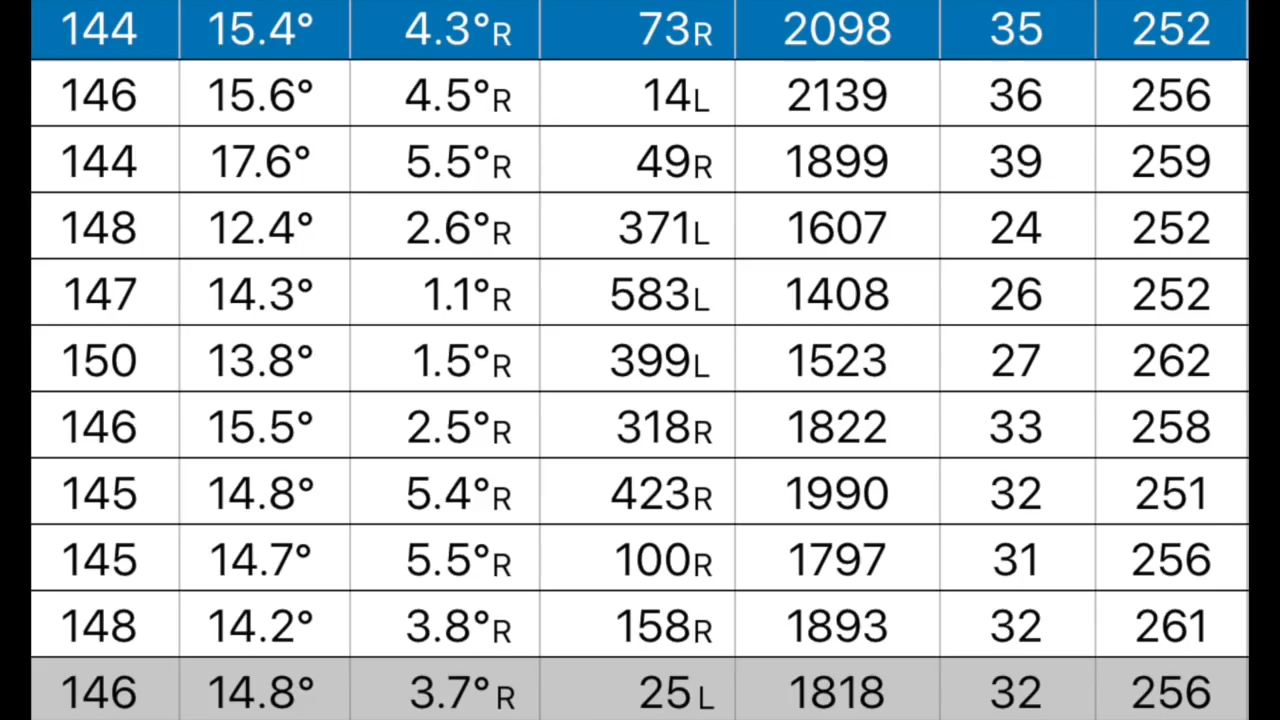 144 15.4° 4.3°R 73R 2098 35 252
146 15.6° 4.5°R 14L 2139 36 256
144 17.6° 5.5°R 49R 1899 39 259
148 12.4° 2.6°R 371L 1607 24 252
147 14.3° 1.1°R 583L 1408 26 252
150 13.8° 1.5°R 399L 1523 27 262
146 15.5° 2.5°R 318R 1822 33 258
145 14.8° 5.4°R 423R 1990 32 251
145 14.7° 5.5°R 100R 1797 31 256
148 14.2° 3.8°R 158R 1893 32 261
146 14.8° 3.7°R 25L 1818 32 256